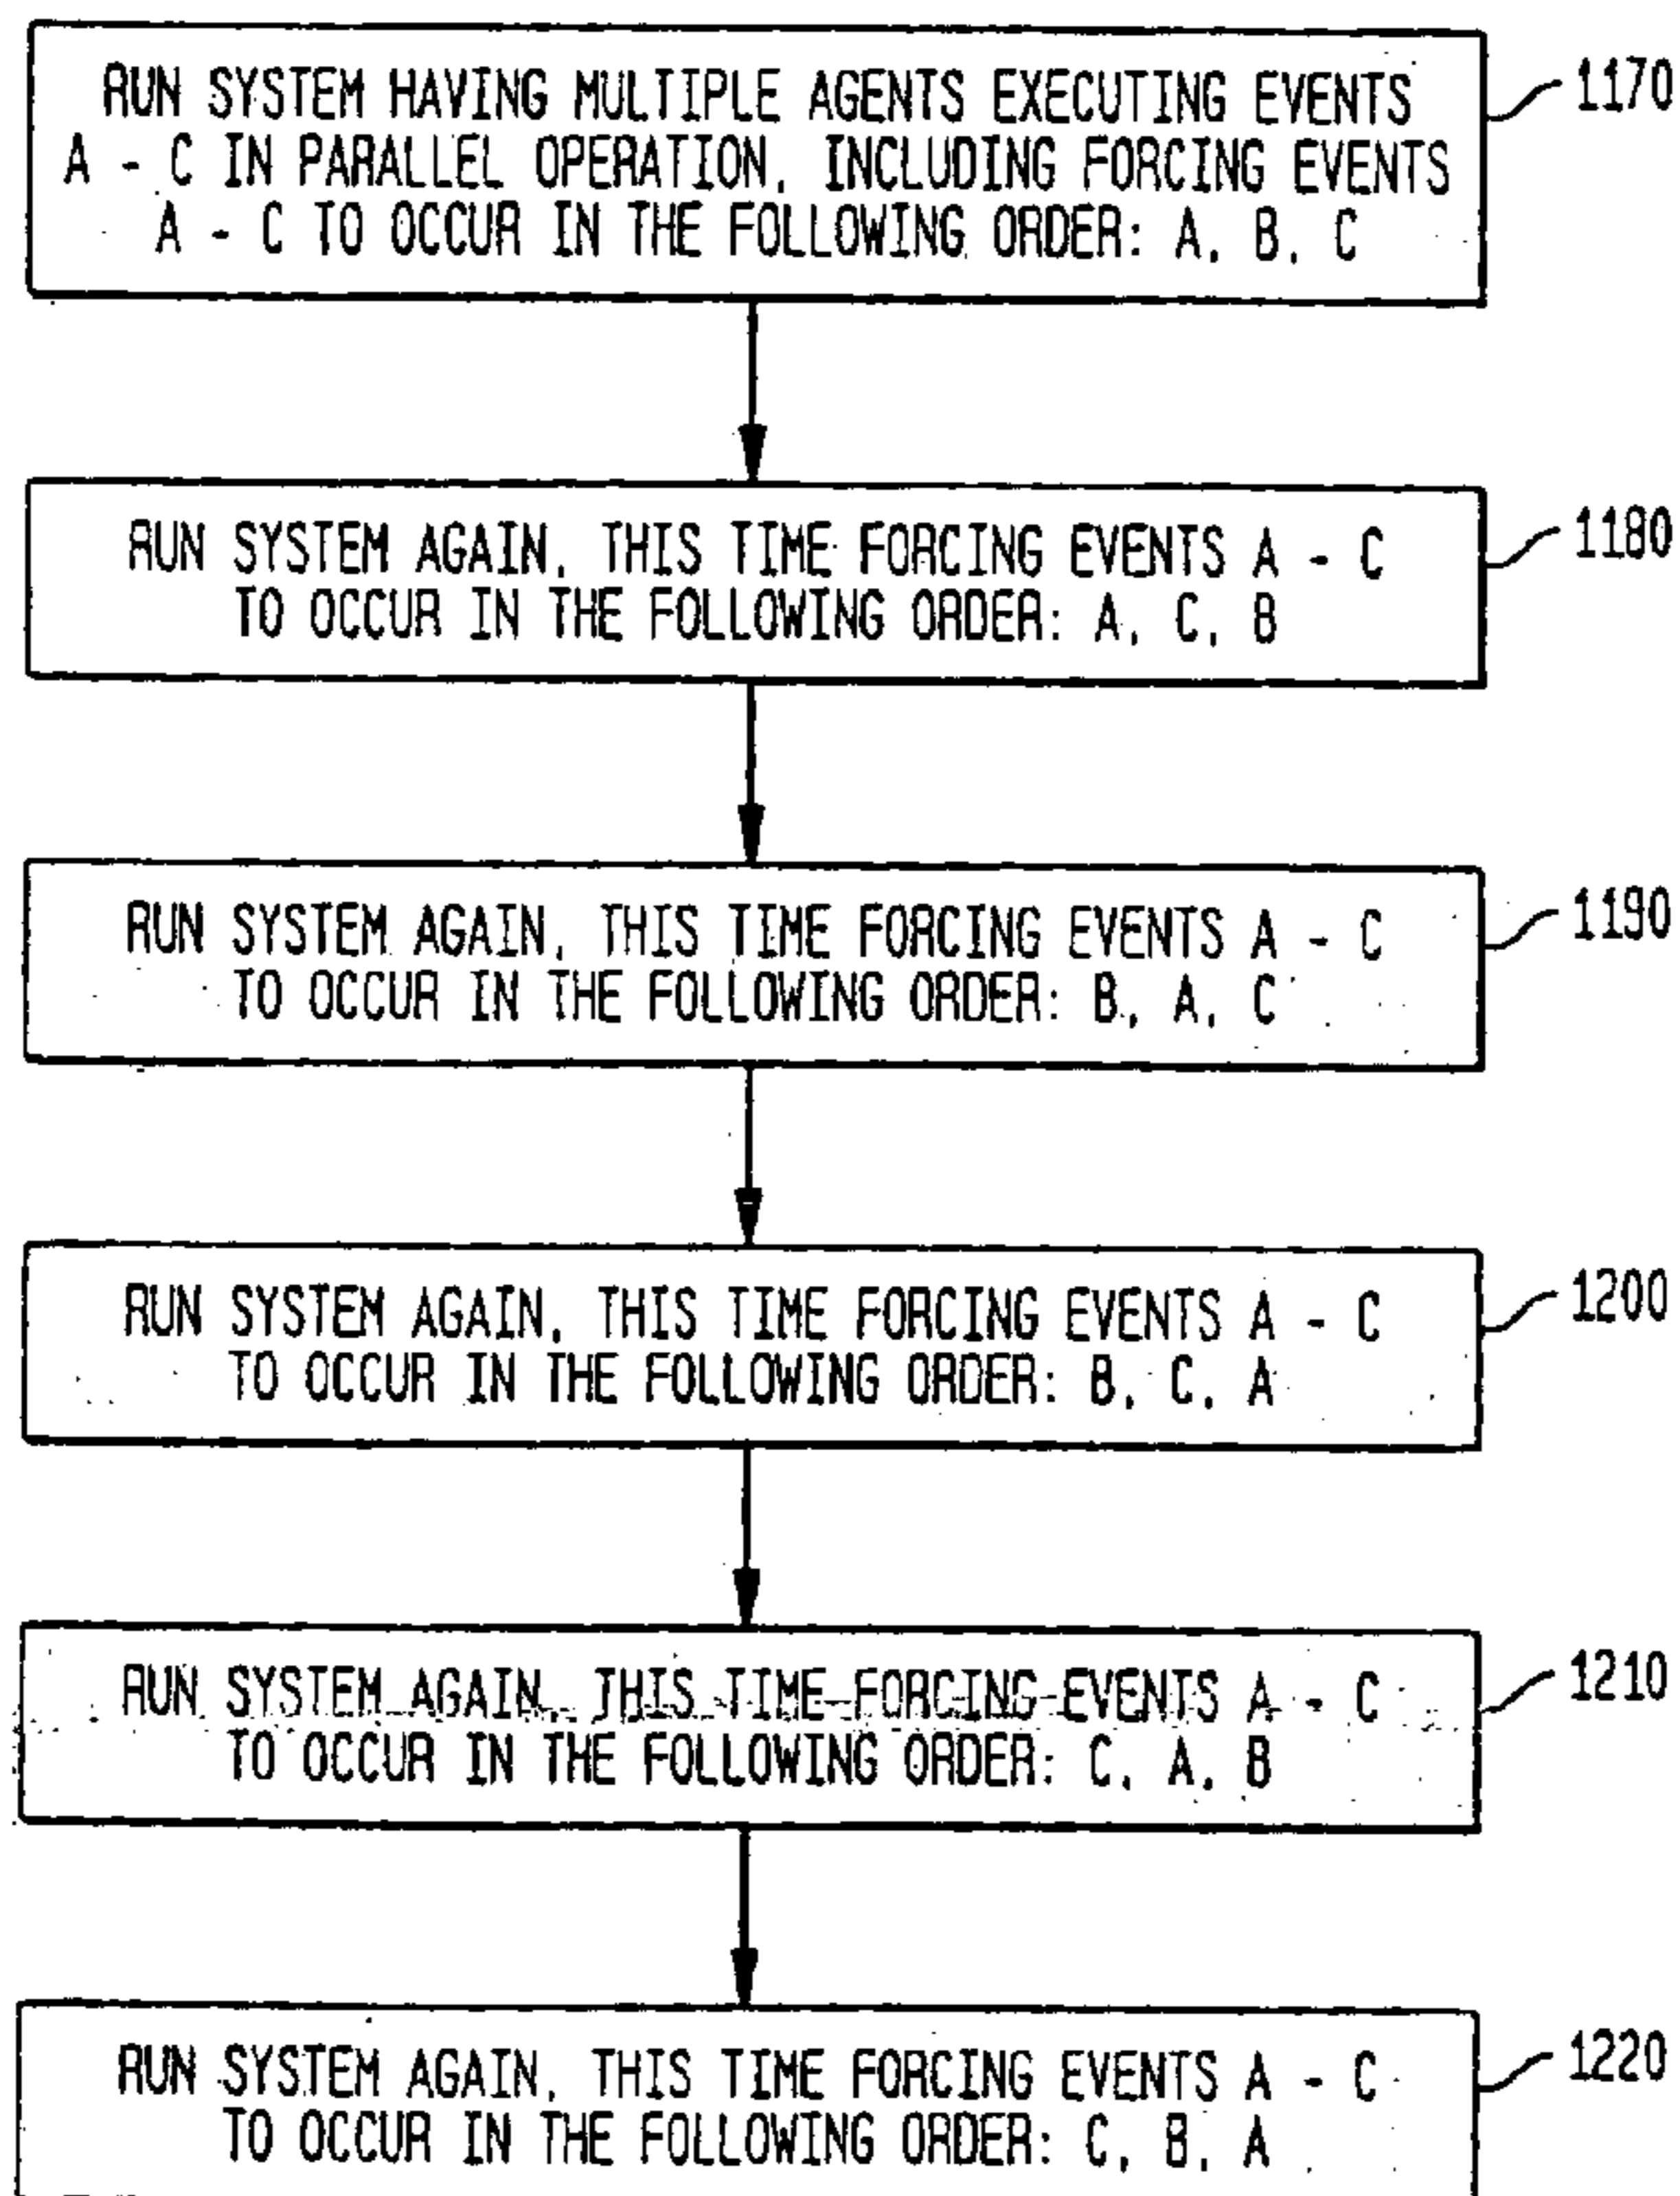 RUN SYSTEM HAVING MULTIPLE AGENTS EXECUTING EVENTS
A - C IN PARALLEL OPERATION, INCLUDING FORCING EVENTS
A - C TO OCCUR IN THE FOLLOWING ORDER: A, B, C
1170
RUN SYSTEM AGAIN, THIS TIME FORCING EVENTS A - C
TO OCCUR IN THE FOLLOWING ORDER: A, C, B
1180
RUN SYSTEM AGAIN, THIS TIME FORCING EVENTS A - C
TO OCCUR IN THE FOLLOWING ORDER: B, A, C
1190
RUN SYSTEM AGAIN, THIS TIME FORCING EVENTS A - C
TO OCCUR IN THE FOLLOWING ORDER: B, C, A
1200
RUN SYSTEM AGAIN, THIS TIME FORCING EVENTS A - C
TO OCCUR IN THE FOLLOWING ORDER: C, A, B
1210
RUN SYSTEM AGAIN, THIS TIME FORCING EVENTS A - C
TO OCCUR IN THE FOLLOWING ORDER: C, B, A
1220